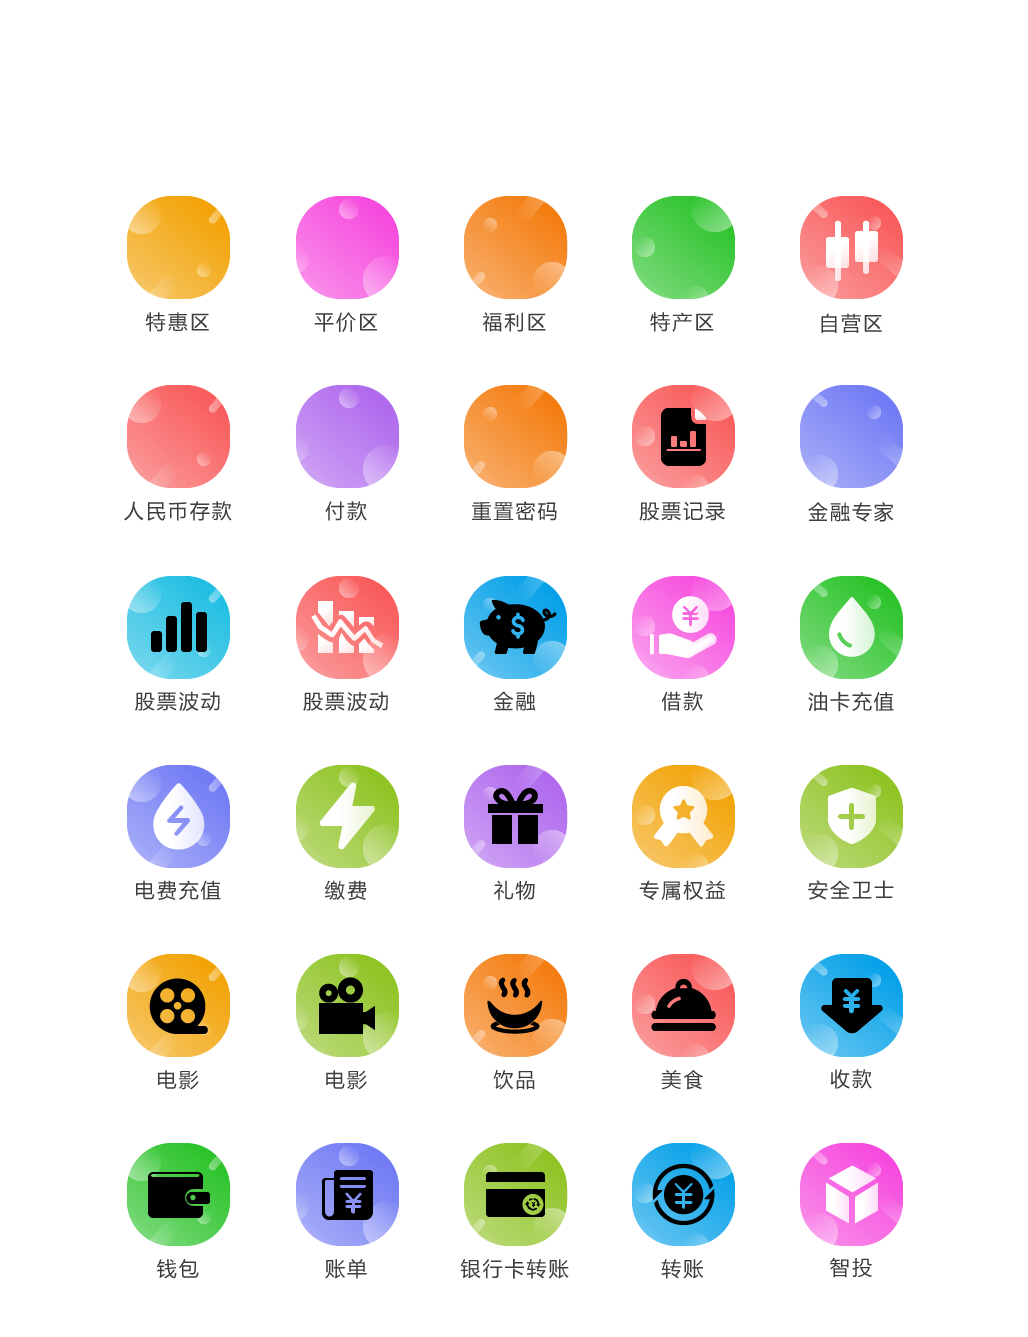 特惠区 平价区 福利区 特产区 自营区
人民币存款 付款 重置密码 股票记录 金融专家
股票波动 股票波动 金融 借款 油卡充值
电费充值 缴费 礼物 专属权益 安全卫士
电影 电影 饮品 美食 收款
钱包 账单 银行卡转账 转账 智投